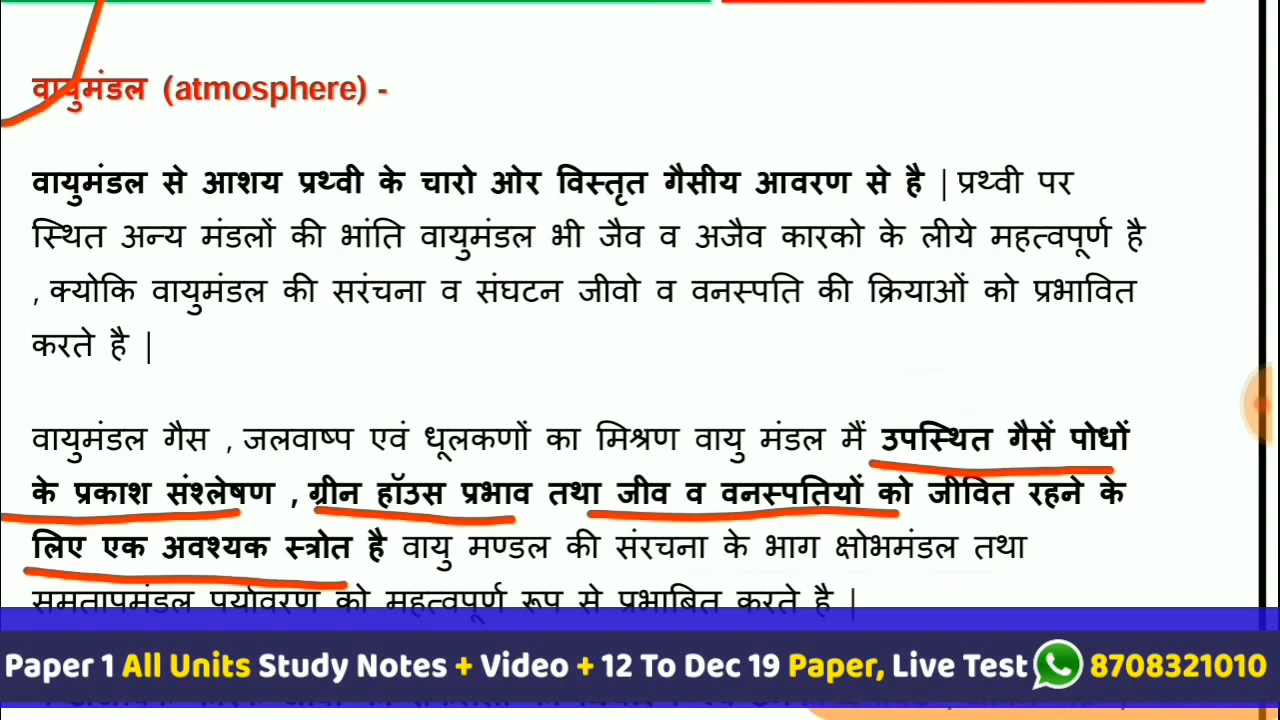 वायुमंडल (atmosphere) -
वायुमंडल से आशय प्रथ्वी के चारो ओर विस्तृत गैसीय आवरण से है | प्रथ्वी पर
स्थित अन्य मंडलों की भांति वायुमंडल भी जैव व अजैव कारको के लीये महत्वपूर्ण है
, क्योकि वायुमंडल की सरंचना व संघटन जीवो व वनस्पति की क्रियाओं को प्रभावित
करते है |
वायुमंडल गैस , जलवाष्प एवं धूलकणों का मिश्रण वायु मंडल मैं उपस्थित गैसें पोधों
के प्रकाश संश्लेषण , ग्रीन हॉउस प्रभाव तथा जीव व वनस्पतियों को जीवित रहने के
लिए एक अवश्यक स्त्रोत है वायु मण्डल की संरचना के भाग क्षोभमंडल तथा
समतापमंडल पर्यावरण को महत्वपूर्ण रूप से प्रभाबित करते है |
Paper 1 All Units Study Notes + Video + 12 To Dec 19 Paper, Live Test 8708321010